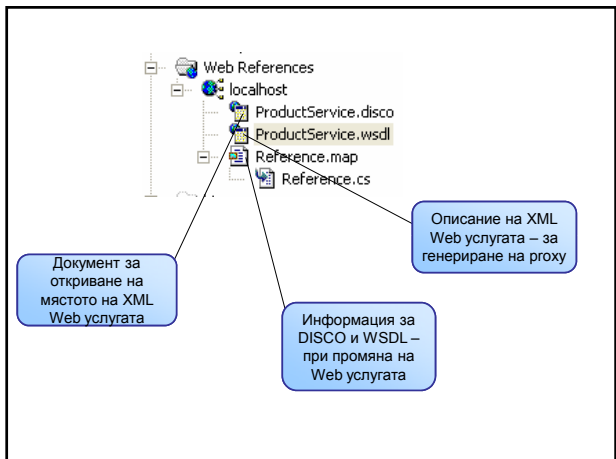 Web References
localhost
ProductService.disco
ProductService.wsdl
Reference.map
Reference.cs
Описание на XML
Web услугата – за
генериране на proxy
Документ за
откриване на
мястото на XML
Web услугата
Информация за
DISCO и WSDL –
при промяна на
Web услугата